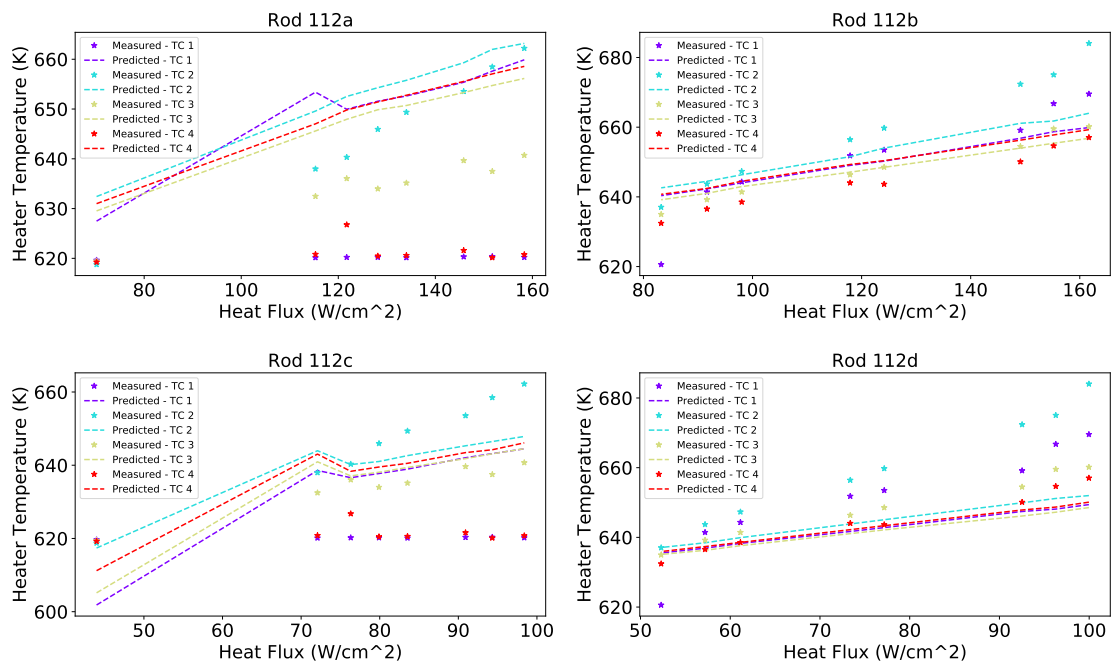 Rod 112a
Heater Temperature (K)
660
650
640
630
620
Measured - TC 1
Predicted - TC 1
Measured - TC 2
Predicted - TC 2
Measured - TC 3
Predicted - TC 3
Measured - TC 4
Predicted - TC 4
80 100 120 140 160
Heat Flux (W/cm^2)
Rod 112b
Heater Temperature (K)
680
660
640
620
Measured - TC 1
Predicted - TC 1
Measured - TC 2
Predicted - TC 2
Measured - TC 3
Predicted - TC 3
Measured - TC 4
Predicted - TC 4
100 120 140 160
Heat Flux (W/cm^2)
Rod 112c
Heater Temperature (K)
660
640
620
600
Measured - TC 1
Predicted - TC 1
Measured - TC 2
Predicted - TC 2
Measured - TC 3
Predicted - TC 3
Measured - TC 4
Predicted - TC 4
50 60 70 80 90 100
Heat Flux (W/cm^2)
Rod 112d
Heater Temperature (K)
680
660
640
620
Measured - TC 1
Predicted - TC 1
Measured - TC 2
Predicted - TC 2
Measured - TC 3
Predicted - TC 3
Measured - TC 4
Predicted - TC 4
50 60 70 80 90 100
Heat Flux (W/cm^2)